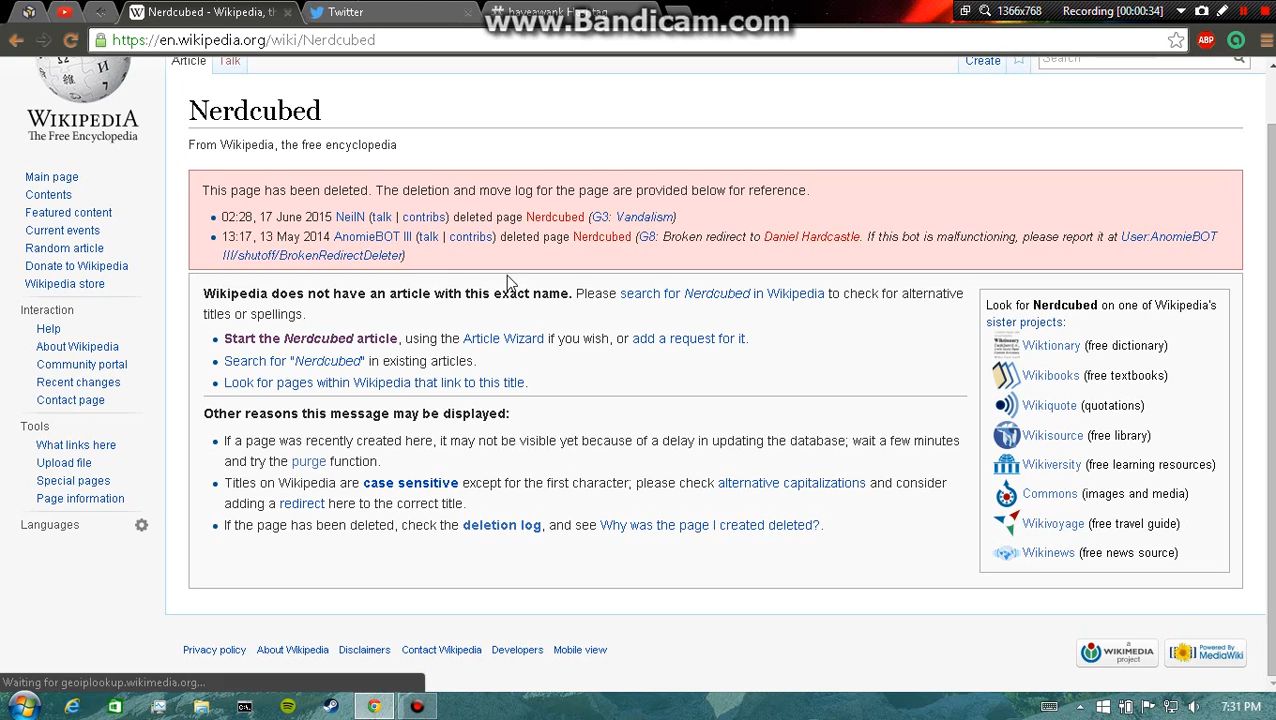 Nerdcubed - Wikipedia, th
Twitter
www.Bandicam.com
1366x768
Recording [00:00:34]
https://en.wikipedia.org/wiki/Nerdcubed
ABP
WIKIPEDIA
The Free Encyclopedia
Article Talk
Create
Search
Main page
Contents
Featured content
Current events
Random article
Donate to Wikipedia
Wikipedia store
Interaction
Help
About Wikipedia
Community portal
Recent changes
Contact page
Tools
What links here
Upload file
Special pages
Page information
Languages
Nerdcubed
From Wikipedia, the free encyclopedia
This page has been deleted. The deletion and move log for the page are provided below for reference.
02:28, 17 June 2015 NeilN (talk | contribs) deleted page Nerdcubed (G3: Vandalism)
13:17, 13 May 2014 AnomieBOT III (talk | contribs) deleted page Nerdcubed (G8: Broken redirect to Daniel Hardcastle. If this bot is malfunctioning, please report it at User:AnomieBOT
III/shutoff/BrokenRedirectDeleter)
Wikipedia does not have an article with this exact name. Please search for Nerdcubed in Wikipedia to check for alternative
titles or spellings.
Start the Nerdcubed article, using the Article Wizard if you wish, or add a request for it.
Search for "Nerdcubed" in existing articles.
Look for pages within Wikipedia that link to this title.
Other reasons this message may be displayed:
If a page was recently created here, it may not be visible yet because of a delay in updating the database; wait a few minutes
and try the purge function.
Titles on Wikipedia are case sensitive except for the first character; please check alternative capitalizations and consider
adding a redirect here to the correct title.
If the page has been deleted, check the deletion log, and see Why was the page I created deleted?.
Look for Nerdcubed on one of Wikipedia's
sister projects:
Wiktionary (free dictionary)
Wikibooks (free textbooks)
Wikiquote (quotations)
Wikisource (free library)
Wikiversity (free learning resources)
Commons (images and media)
Wikivoyage (free travel guide)
Wikinews (free news source)
Privacy policy About Wikipedia Disclaimers Contact Wikipedia Developers Mobile view
a WIKIMEDIA project
Powered By MediaWiki
Waiting for geoiplookup.wikimedia.org...
7:31 PM